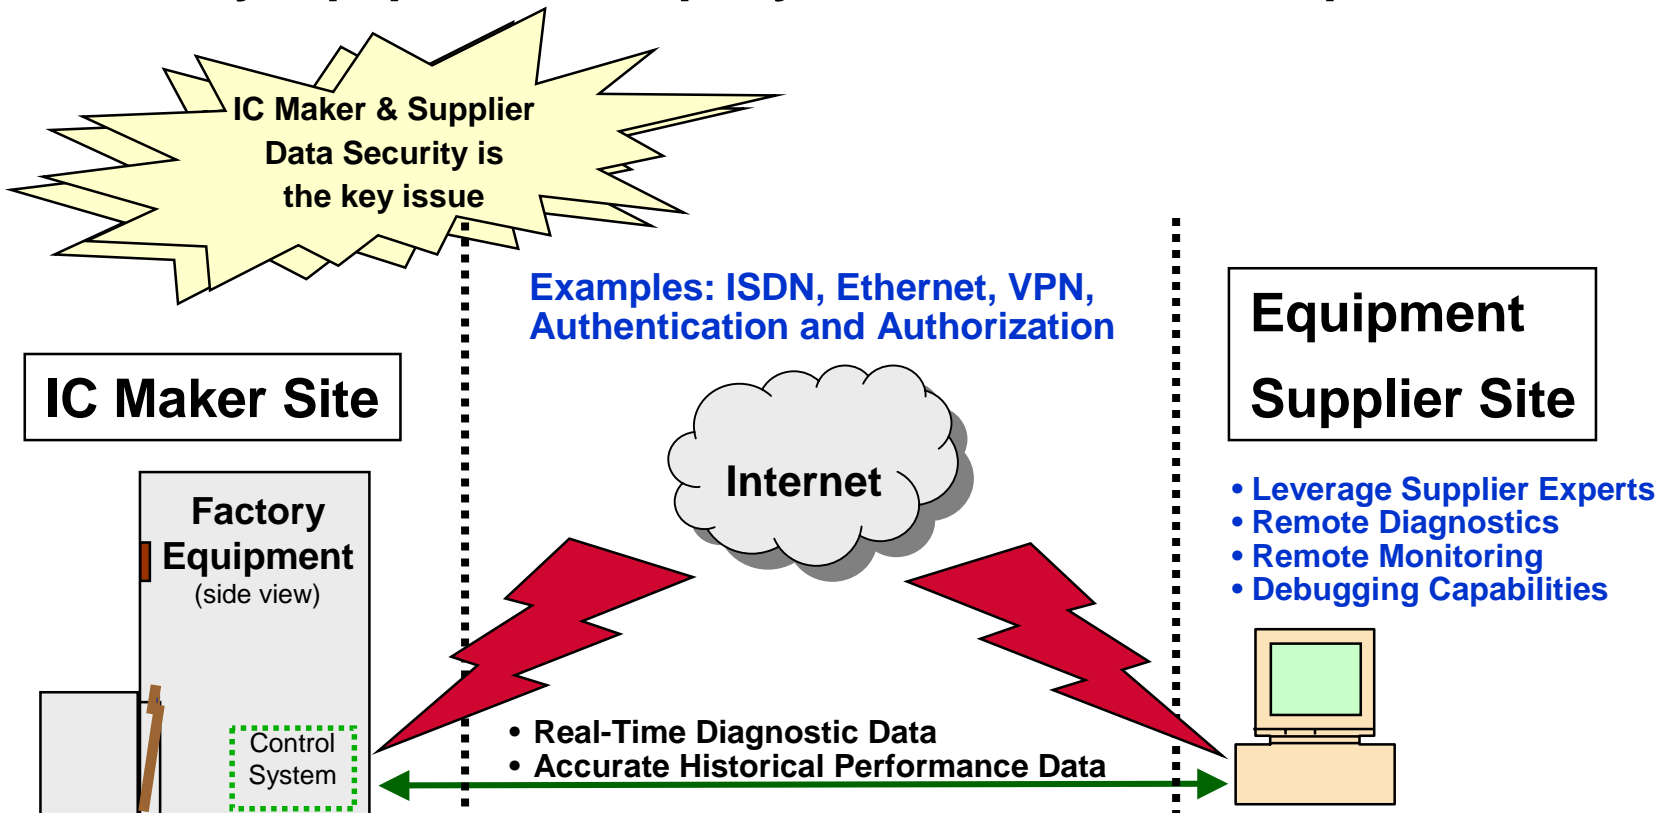 IC Maker & Supplier
Data Security is
the key issue
Examples: ISDN, Ethernet, VPN,
Authentication and Authorization
Equipment
Supplier Site
IC Maker Site
Internet
Factory
Equipment
(side view)
• Leverage Supplier Experts
• Remote Diagnostics
• Remote Monitoring
• Debugging Capabilities
Control
System
• Real-Time Diagnostic Data
• Accurate Historical Performance Data